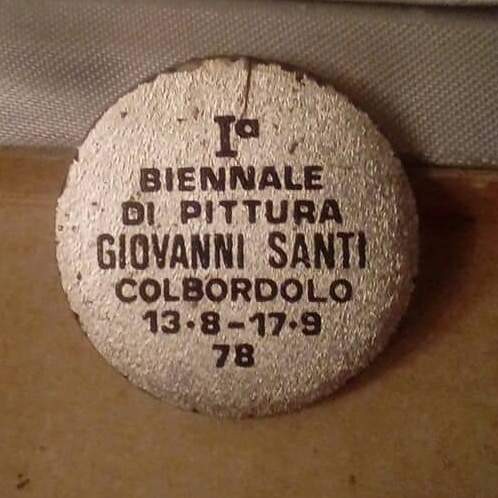 Iª
BIENNALE
DI PITTURA
GIOVANNI SANTI
COLBORDOLO
13·8-17·9
78